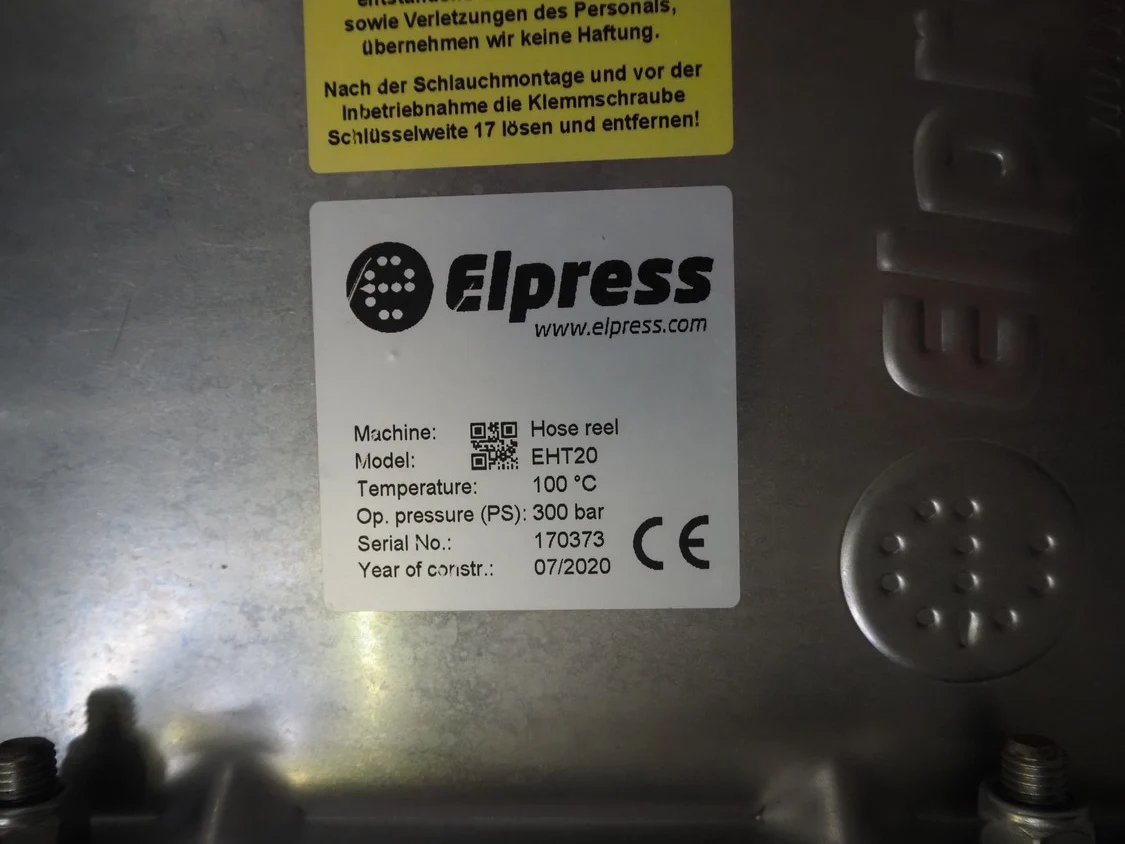 sowie Verletzungen des Personals,
übernehmen wir keine Haftung.
Nach der Schlauchmontage und vor der
Inbetriebnahme die Klemmschraube
Schlüsselweite 17 lösen und entfernen!
Elpress
www.elpress.com
Machine: Hose reel
Model: EHT20
Temperature: 100 °C
Op. pressure (PS): 300 bar
Serial No.: 170373
Year of constr.: 07/2020
CE
Elpr